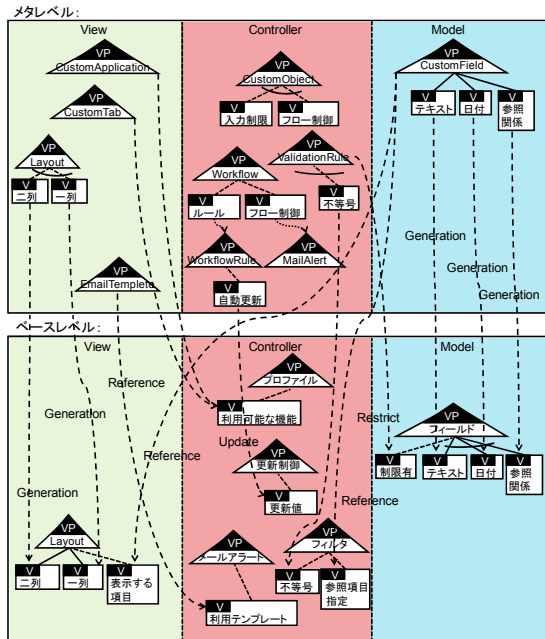 メタレベル:
View
Controller
Model
VP
CustomApplication
VP
CustomObject
VP
CustomField
V
入力制限
V
フロー制御
V
テキスト
V
日付
V
参照
関係
VP
CustomTab
VP
Layout
V
二列
V
一列
VP
ValidationRule
VP
Workflow
V
不等号
V
ルール
V
フロー制御
VP
WorkflowRule
VP
MailAlert
VP
EmailTemplete
V
自動更新
Generation
Generation
Generation
ベースレベル:
View
Controller
Model
VP
プロファイル
Reference
V
利用可能な機能
Generation
Restrict
VP
フィールド
Update
Reference
VP
更新制御
V
制限有
V
テキスト
V
日付
V
参照
関係
Generation
V
更新値
Reference
VP
Layout
V
二列
V
一列
V
表示する
項目
VP
メールアラート
VP
フィルタ
V
不等号
V
参照項目
指定
V
利用テンプレート